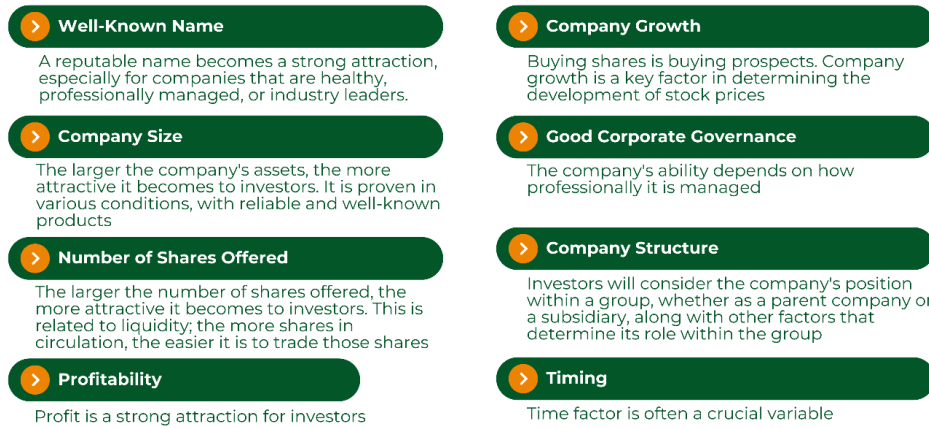 Well-Known Name
A reputable name becomes a strong attraction,
especially for companies that are healthy,
professionally managed, or industry leaders.
Company Size
The larger the company's assets, the more
attractive it becomes to investors. It is proven in
various conditions, with reliable and well-known
products
Number of Shares Offered
The larger the number of shares offered, the
more attractive it becomes to investors. This is
related to liquidity; the more shares in
circulation, the easier it is to trade those shares
Profitability
Profit is a strong attraction for investors
Company Growth
Buying shares is buying prospects. Company
growth is a key factor in determining the
development of stock prices
Good Corporate Governance
The company's ability depends on how
professionally it is managed
Company Structure
Investors will consider the company's position
within a group, whether as a parent company or
a subsidiary, along with other factors that
determine its role within the group
Timing
Time factor is often a crucial variable